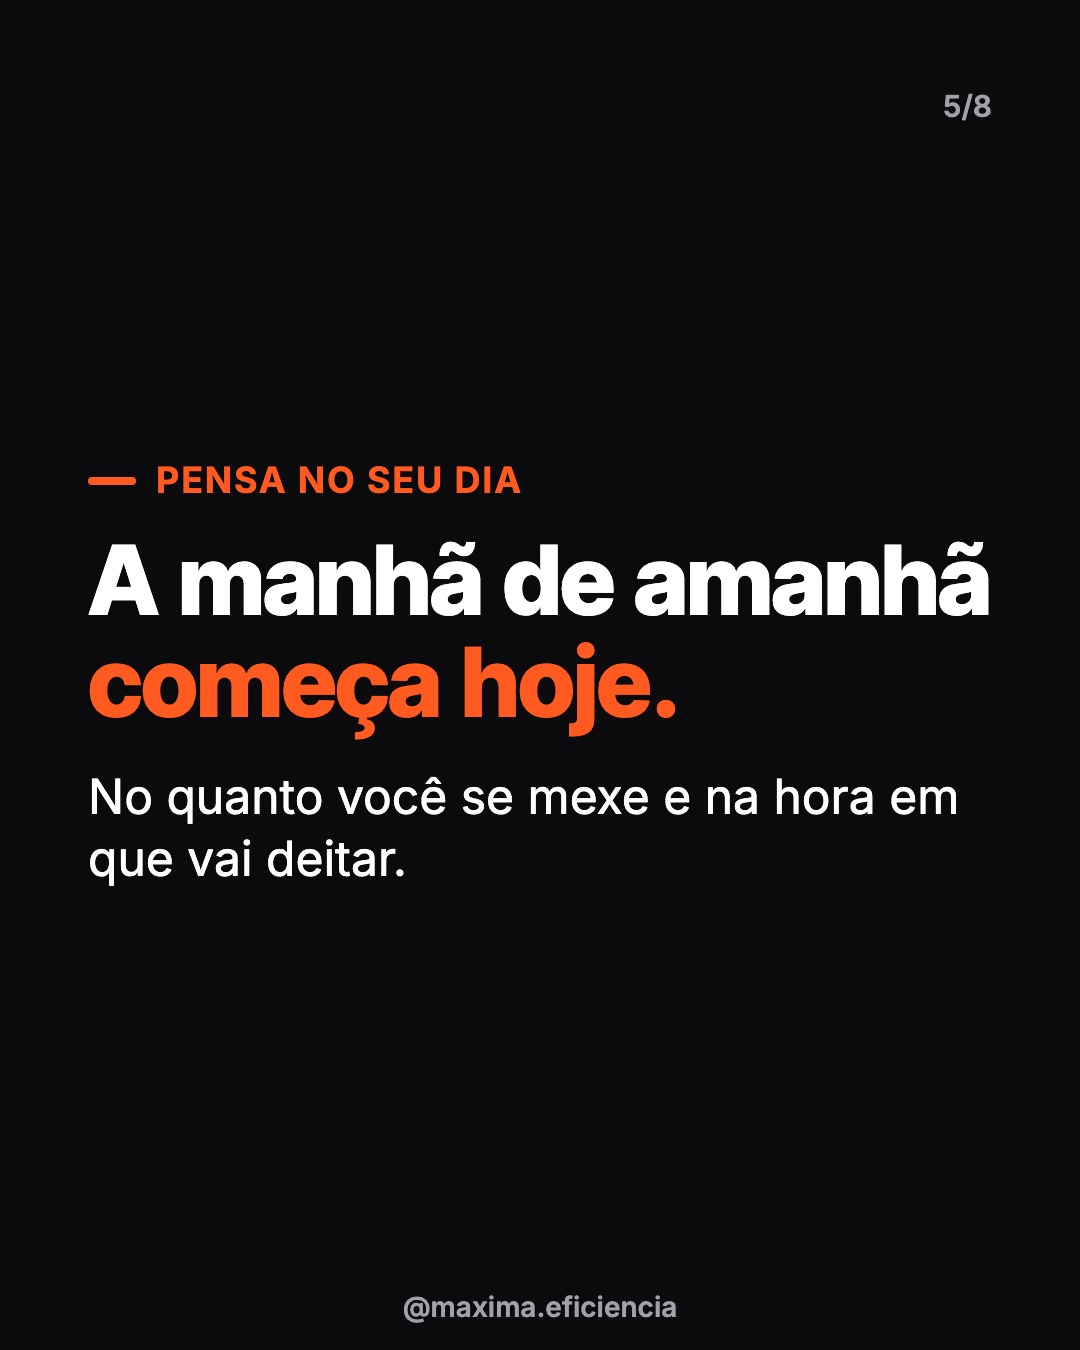 5/8
PENSA NO SEU DIA
A manhã de amanhã
começa hoje.
No quanto você se mexe e na hora em
que vai deitar.
@maxima.eficiencia